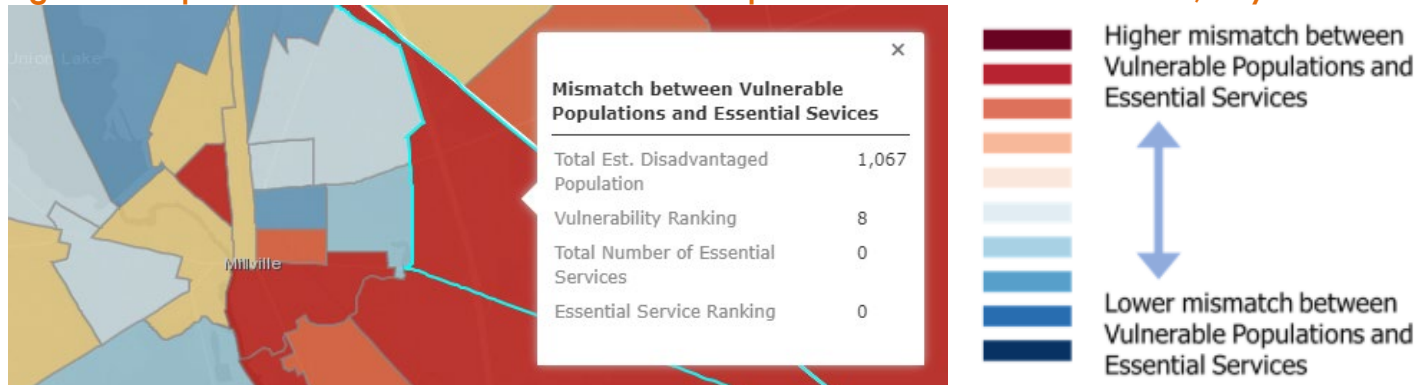 Union Lake
Millville
×
Mismatch between Vulnerable
Populations and Essential Sevices
Total Est. Disadvantaged 1,067
Population
Vulnerability Ranking 8
Total Number of Essential 0
Services
Essential Service Ranking 0
Higher mismatch between
Vulnerable Populations and
Essential Services
Lower mismatch between
Vulnerable Populations and
Essential Services